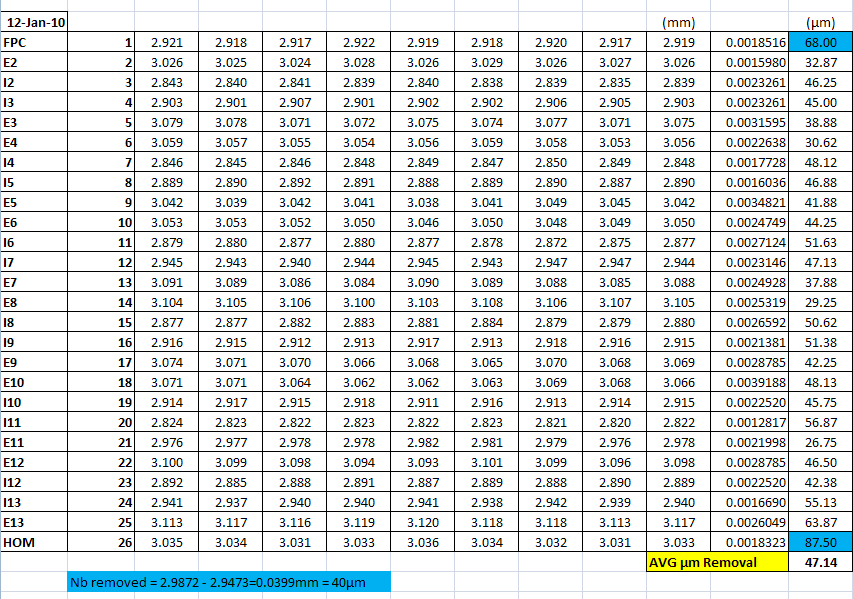 12-Jan-10 (mm) (µm)
FPC 1 2.921 2.918 2.917 2.922 2.919 2.918 2.920 2.917 2.919 0.0018516 68.00
E2 2 3.026 3.025 3.024 3.028 3.026 3.029 3.026 3.027 3.026 0.0015980 32.87
I2 3 2.843 2.840 2.841 2.839 2.840 2.838 2.839 2.835 2.839 0.0023261 46.25
I3 4 2.903 2.901 2.907 2.901 2.902 2.902 2.906 2.905 2.903 0.0023261 45.00
E3 5 3.079 3.078 3.071 3.072 3.075 3.074 3.077 3.071 3.075 0.0031595 38.88
E4 6 3.059 3.057 3.055 3.054 3.056 3.059 3.058 3.053 3.056 0.0022638 30.62
I4 7 2.846 2.845 2.846 2.848 2.849 2.847 2.850 2.849 2.848 0.0017728 48.12
I5 8 2.889 2.890 2.892 2.891 2.888 2.889 2.890 2.887 2.890 0.0016036 46.88
E5 9 3.042 3.039 3.042 3.041 3.038 3.041 3.049 3.045 3.042 0.0034821 41.88
E6 10 3.053 3.053 3.052 3.050 3.046 3.050 3.048 3.049 3.050 0.0024749 44.25
I6 11 2.879 2.880 2.877 2.880 2.877 2.878 2.872 2.875 2.877 0.0027124 51.63
I7 12 2.945 2.943 2.940 2.944 2.945 2.943 2.947 2.947 2.944 0.0023146 47.13
E7 13 3.091 3.089 3.086 3.084 3.090 3.089 3.088 3.085 3.088 0.0024928 37.88
E8 14 3.104 3.105 3.106 3.100 3.103 3.108 3.106 3.107 3.105 0.0025319 29.25
I8 15 2.877 2.877 2.882 2.883 2.881 2.884 2.879 2.879 2.880 0.0026592 50.62
I9 16 2.916 2.915 2.912 2.913 2.917 2.913 2.918 2.916 2.915 0.0021381 51.38
E9 17 3.074 3.071 3.070 3.066 3.068 3.065 3.070 3.068 3.069 0.0028785 42.25
E10 18 3.071 3.071 3.064 3.062 3.062 3.063 3.069 3.068 3.066 0.0039188 48.13
I10 19 2.914 2.917 2.915 2.918 2.911 2.916 2.913 2.914 2.915 0.0022520 45.75
I11 20 2.824 2.823 2.822 2.823 2.822 2.823 2.821 2.820 2.822 0.0012817 56.87
E11 21 2.976 2.977 2.978 2.978 2.982 2.981 2.979 2.976 2.978 0.0021998 26.75
E12 22 3.100 3.099 3.098 3.094 3.093 3.101 3.099 3.096 3.098 0.0028785 46.50
I12 23 2.892 2.885 2.888 2.891 2.887 2.889 2.888 2.890 2.889 0.0022520 42.38
I13 24 2.941 2.937 2.940 2.940 2.941 2.938 2.942 2.939 2.940 0.0016690 55.13
E13 25 3.113 3.117 3.116 3.119 3.120 3.118 3.118 3.113 3.117 0.0026049 63.87
HOM 26 3.035 3.034 3.031 3.033 3.036 3.034 3.032 3.031 3.033 0.0018323 87.50
AVG µm Removal 47.14
Nb removed = 2.9872 - 2.9473=0.0399mm = 40µm